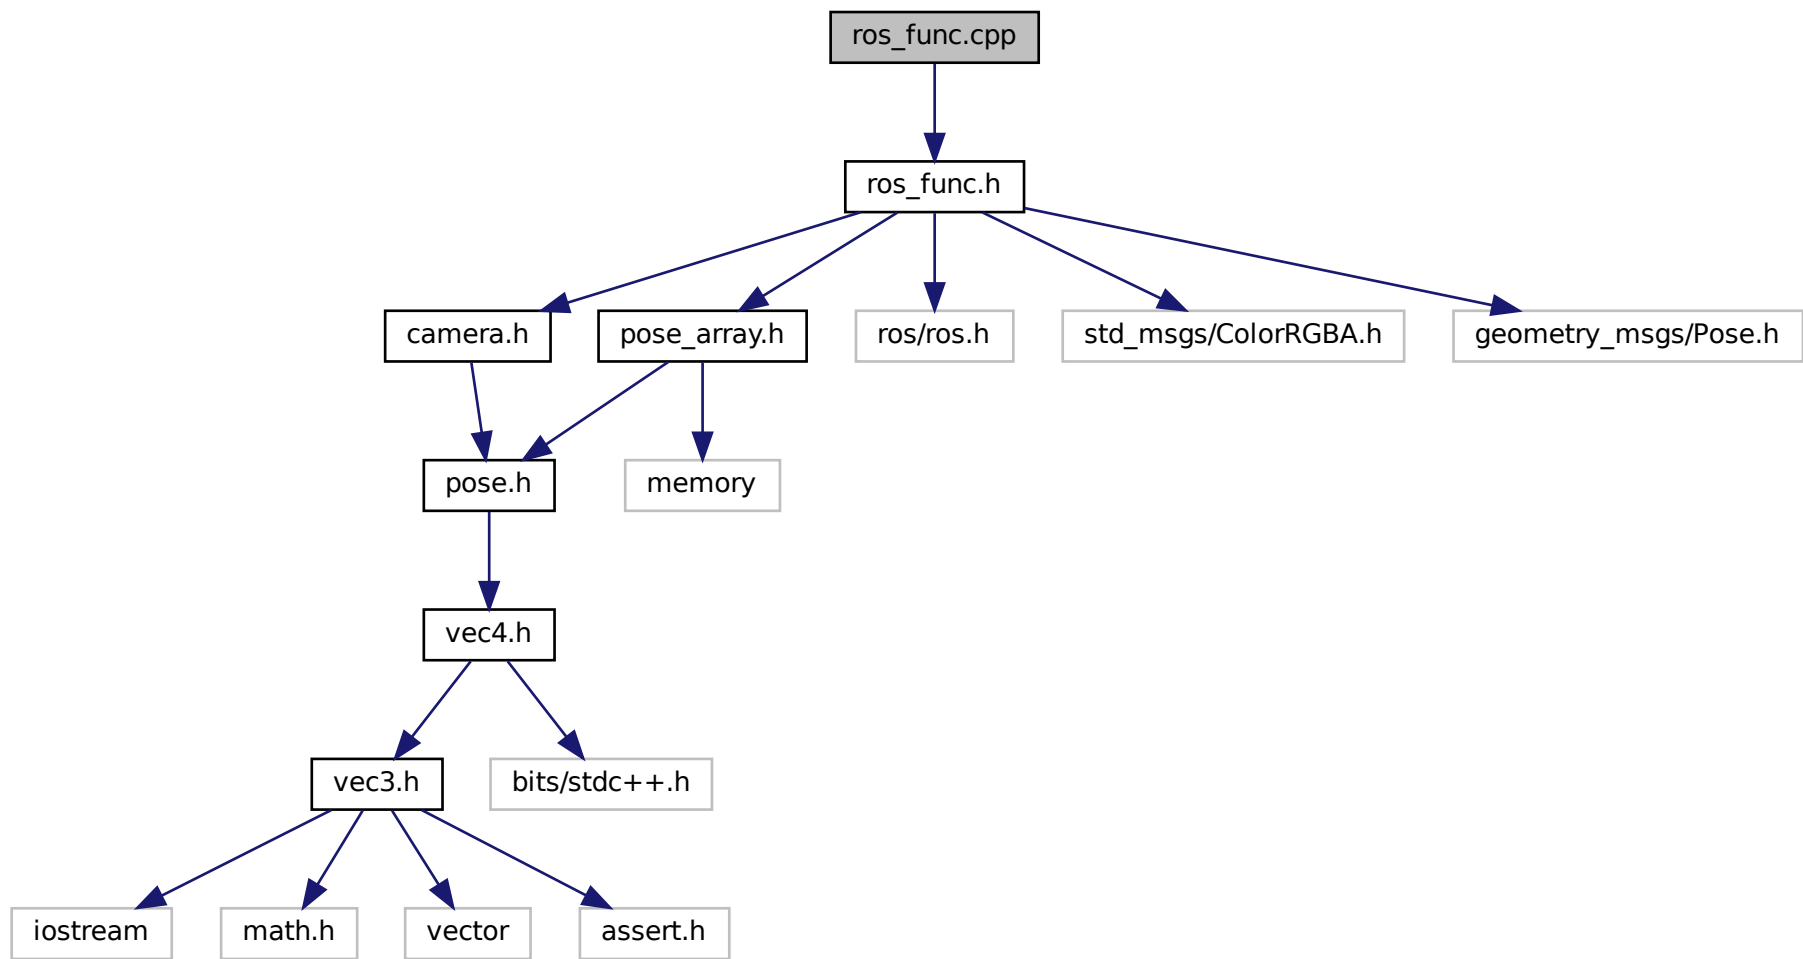 ros_func.cpp
ros_func.h
camera.h
pose_array.h
ros/ros.h
std_msgs/ColorRGBA.h
geometry_msgs/Pose.h
pose.h
memory
vec4.h
vec3.h
bits/stdc++.h
iostream
math.h
vector
assert.h